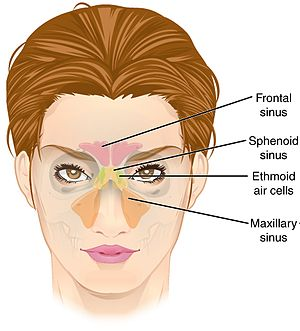 Frontal
sinus
Sphenoid
sinus
Ethmoid
air cells
Maxillary
sinus